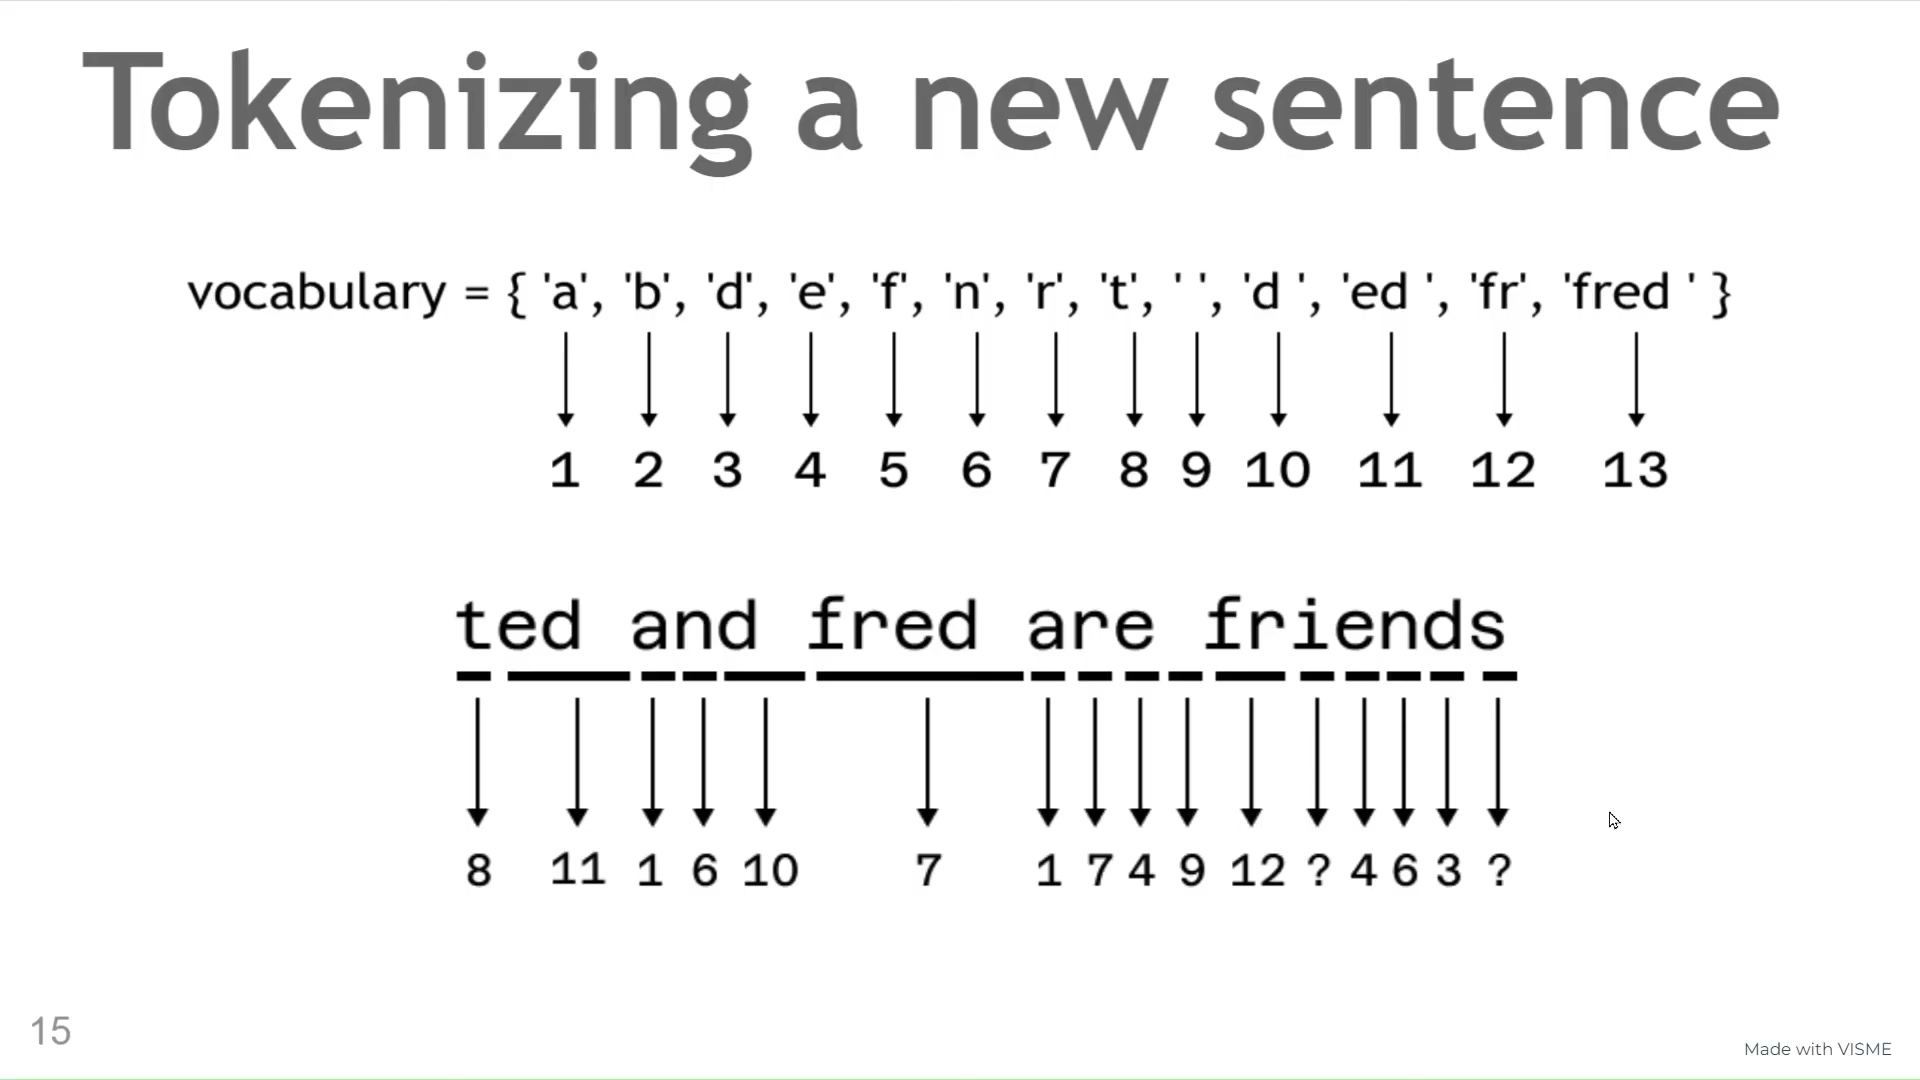 Tokenizing a new sentence
vocabulary = { 'a', 'b', 'd', 'e', 'f', 'n', 'r', 't', ' ', 'd ', 'ed ', 'fr', 'fred ' }
1 2 3 4 5 6 7 8 9 10 11 12 13
ted and fred are friends
8 11 1 6 10 7 1 7 4 9 12 ? 4 6 3 ?
15
Made with VISME